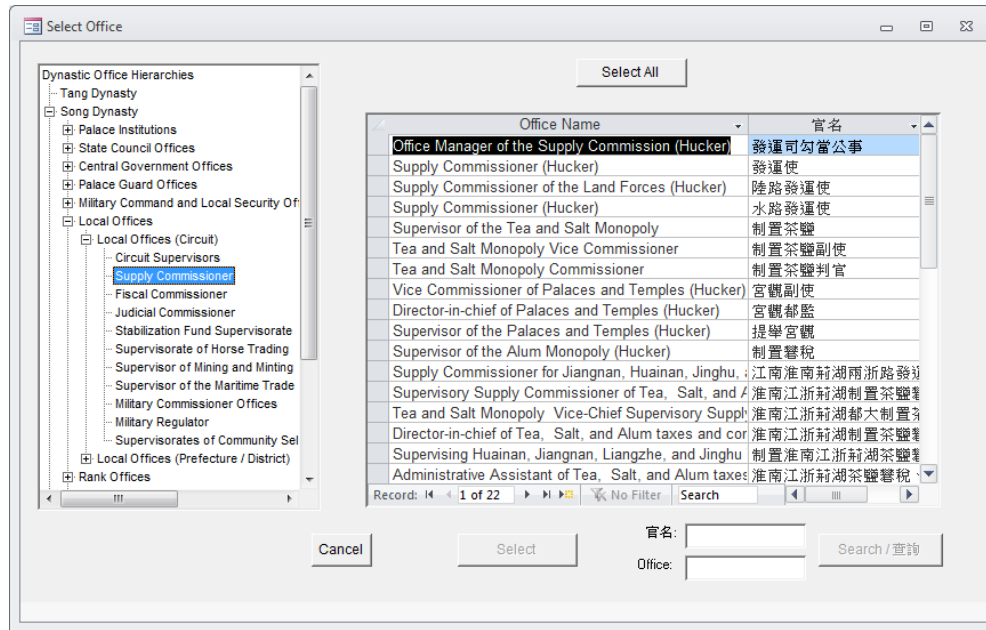 Select Office
Dynastic Office Hierarchies
Tang Dynasty
Song Dynasty
Palace Institutions
State Council Offices
Central Government Offices
Palace Guard Offices
Military Command and Local Security Of
Local Offices
Local Offices (Circuit)
Circuit Supervisors
Supply Commissioner
Fiscal Commissioner
Judicial Commissioner
Stabilization Fund Supervisorate
Supervisorate of Horse Trading
Supervisor of Mining and Minting
Supervisor of the Maritime Trade
Military Commissioner Offices
Military Regulator
Supervisorates of Community Sel
Local Offices (Prefecture / District)
Rank Offices
Select All
Office Name 官名
Office Manager of the Supply Commission (Hucker) 發運司勾當公事
Supply Commissioner (Hucker) 發運使
Supply Commissioner of the Land Forces (Hucker) 陸路發運使
Supply Commissioner (Hucker) 水路發運使
Supervisor of the Tea and Salt Monopoly 制置茶鹽
Tea and Salt Monopoly Vice Commissioner 制置茶鹽副使
Tea and Salt Monopoly Commissioner 制置茶鹽判官
Vice Commissioner of Palaces and Temples (Hucker) 宮觀副使
Director-in-chief of Palaces and Temples (Hucker) 宮觀都監
Supervisor of the Palaces and Temples (Hucker) 提舉宮觀
Supervisor of the Alum Monopoly (Hucker) 制置礬稅
Supply Commissioner for Jiangnan, Huainan, Jinghu, 江南淮南荊湖兩浙路發運
Supervisory Supply Commissioner of Tea, Salt, and A 淮南江浙荊湖制置茶鹽礬
Tea and Salt Monopoly Vice-Chief Supervisory Supply 淮南江浙荊湖都大制置茶
Director-in-chief of Tea, Salt, and Alum taxes and cor 淮南江浙荊湖制置茶鹽礬
Supervising Huainan, Jiangnan, Liangzhe, and Jinghu 制置淮南江浙荊湖茶鹽礬
Administrative Assistant of Tea, Salt, and Alum taxes 淮南江浙荊湖茶鹽礬稅、
Record: 1 of 22 No Filter Search
Cancel
Select
官名:
Office:
Search / 查詢